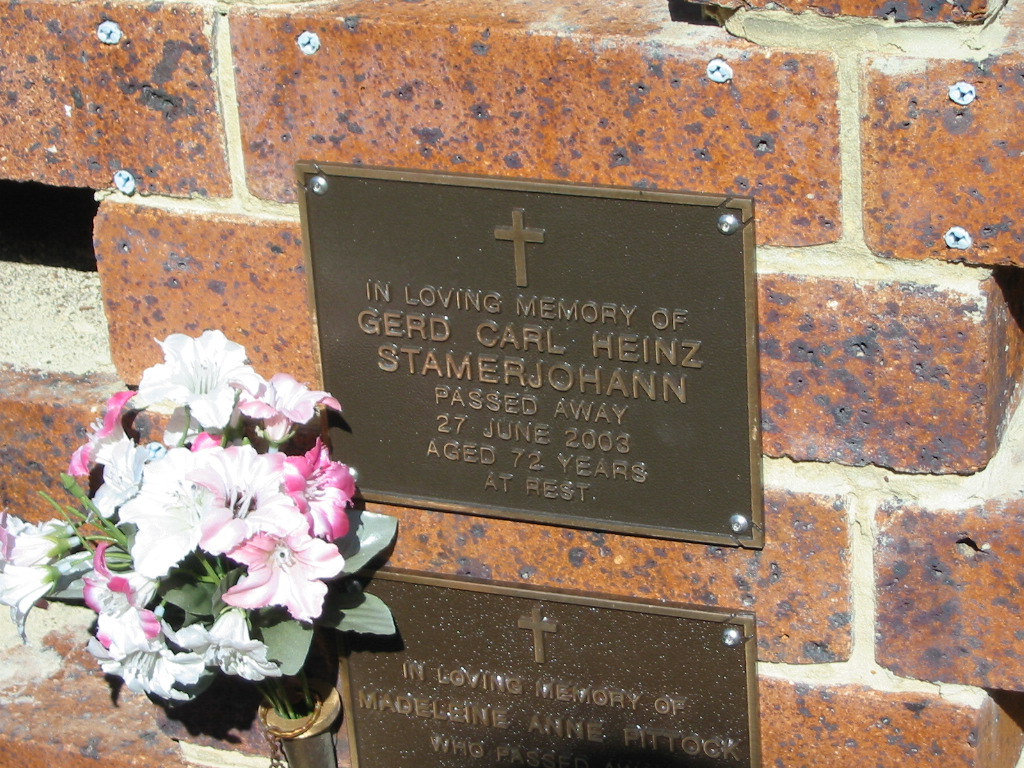 IN LOVING MEMORY OF
GERD CARL HEINZ
STAMERJOHANN
PASSED AWAY
27 JUNE 2003
AGED 72 YEARS
AT REST.
IN LOVING MEMORY OF
MADELEINE ANNE PITTOCK
WHO PASSED AWAY